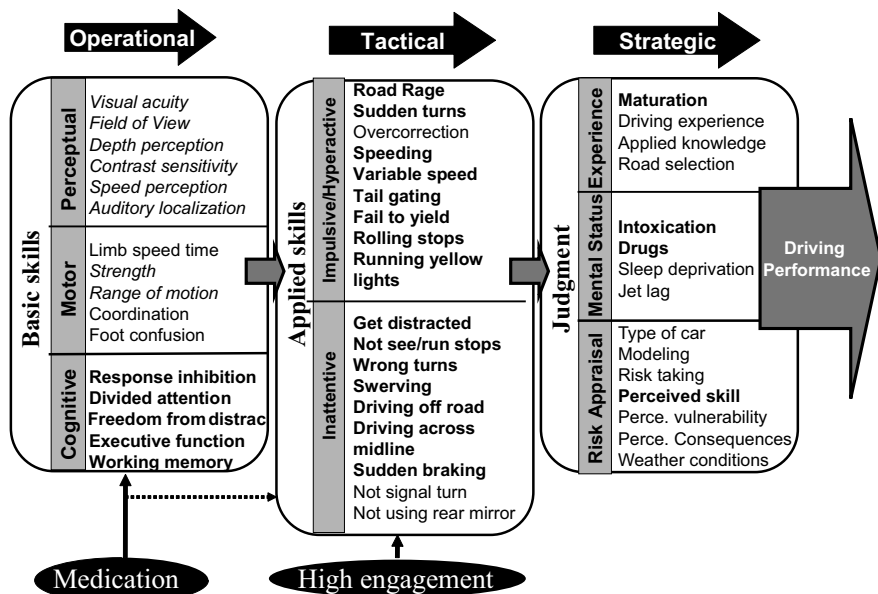 Operational
Tactical
Strategic
Basic skills
Perceptual
Visual acuity
Field of View
Depth perception
Contrast sensitivity
Speed perception
Auditory localization
Motor
Limb speed time
Strength
Range of motion
Coordination
Foot confusion
Cognitive
Response inhibition
Divided attention
Freedom from distrac
Executive function
Working memory
Applied skills
Impulsive/Hyperactive
Road Rage
Sudden turns
Overcorrection
Speeding
Variable speed
Tail gating
Fail to yield
Rolling stops
Running yellow
lights
Inattentive
Get distracted
Not see/run stops
Wrong turns
Swerving
Driving off road
Driving across
midline
Sudden braking
Not signal turn
Not using rear mirror
Judgment
Experience
Maturation
Driving experience
Applied knowledge
Road selection
Mental Status
Intoxication
Drugs
Sleep deprivation
Jet lag
Risk Appraisal
Type of car
Modeling
Risk taking
Perceived skill
Perce. vulnerability
Perce. Consequences
Weather conditions
Driving
Performance
Medication
High engagement